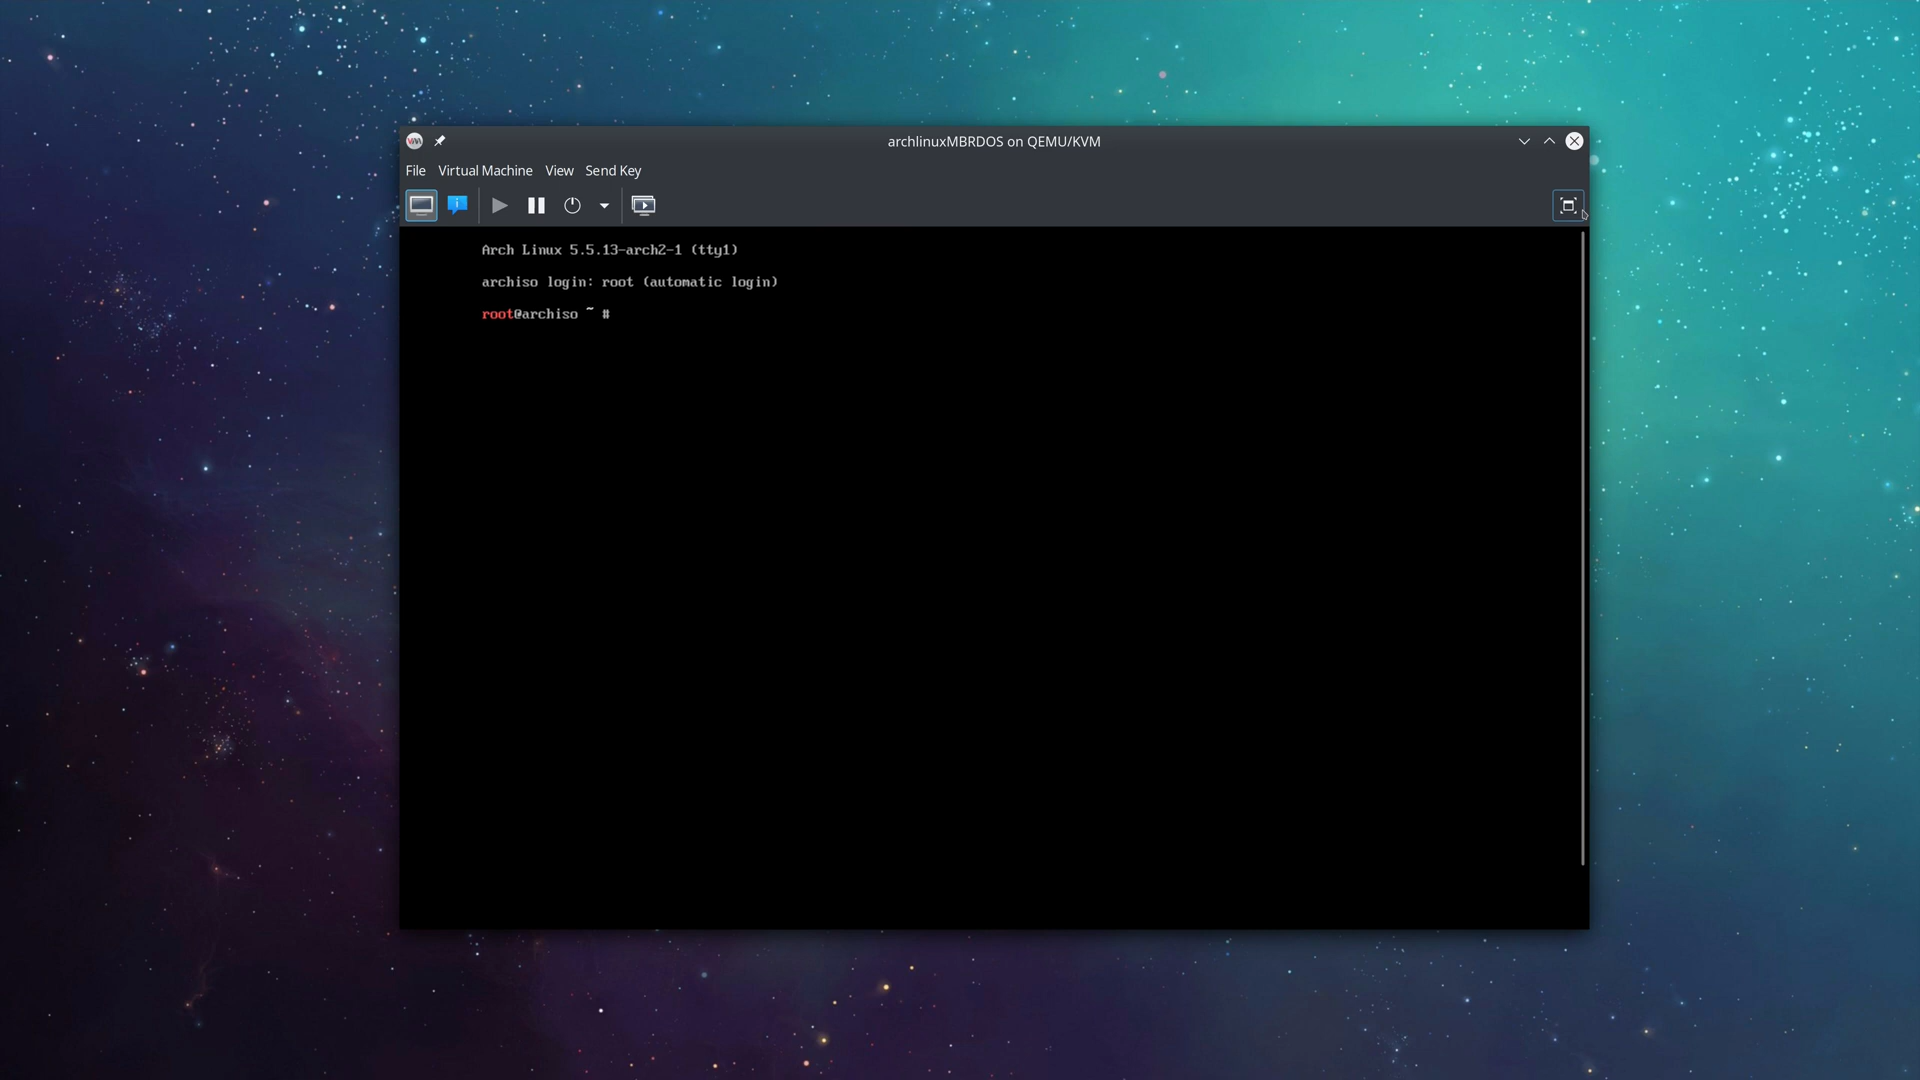 archlinuxMBRDOS on QEMU/KVM
File Virtual Machine View Send Key
Arch Linux 5.5.13-arch2-1 (tty1)
archiso login: root (automatic login)
root@archiso ~ #